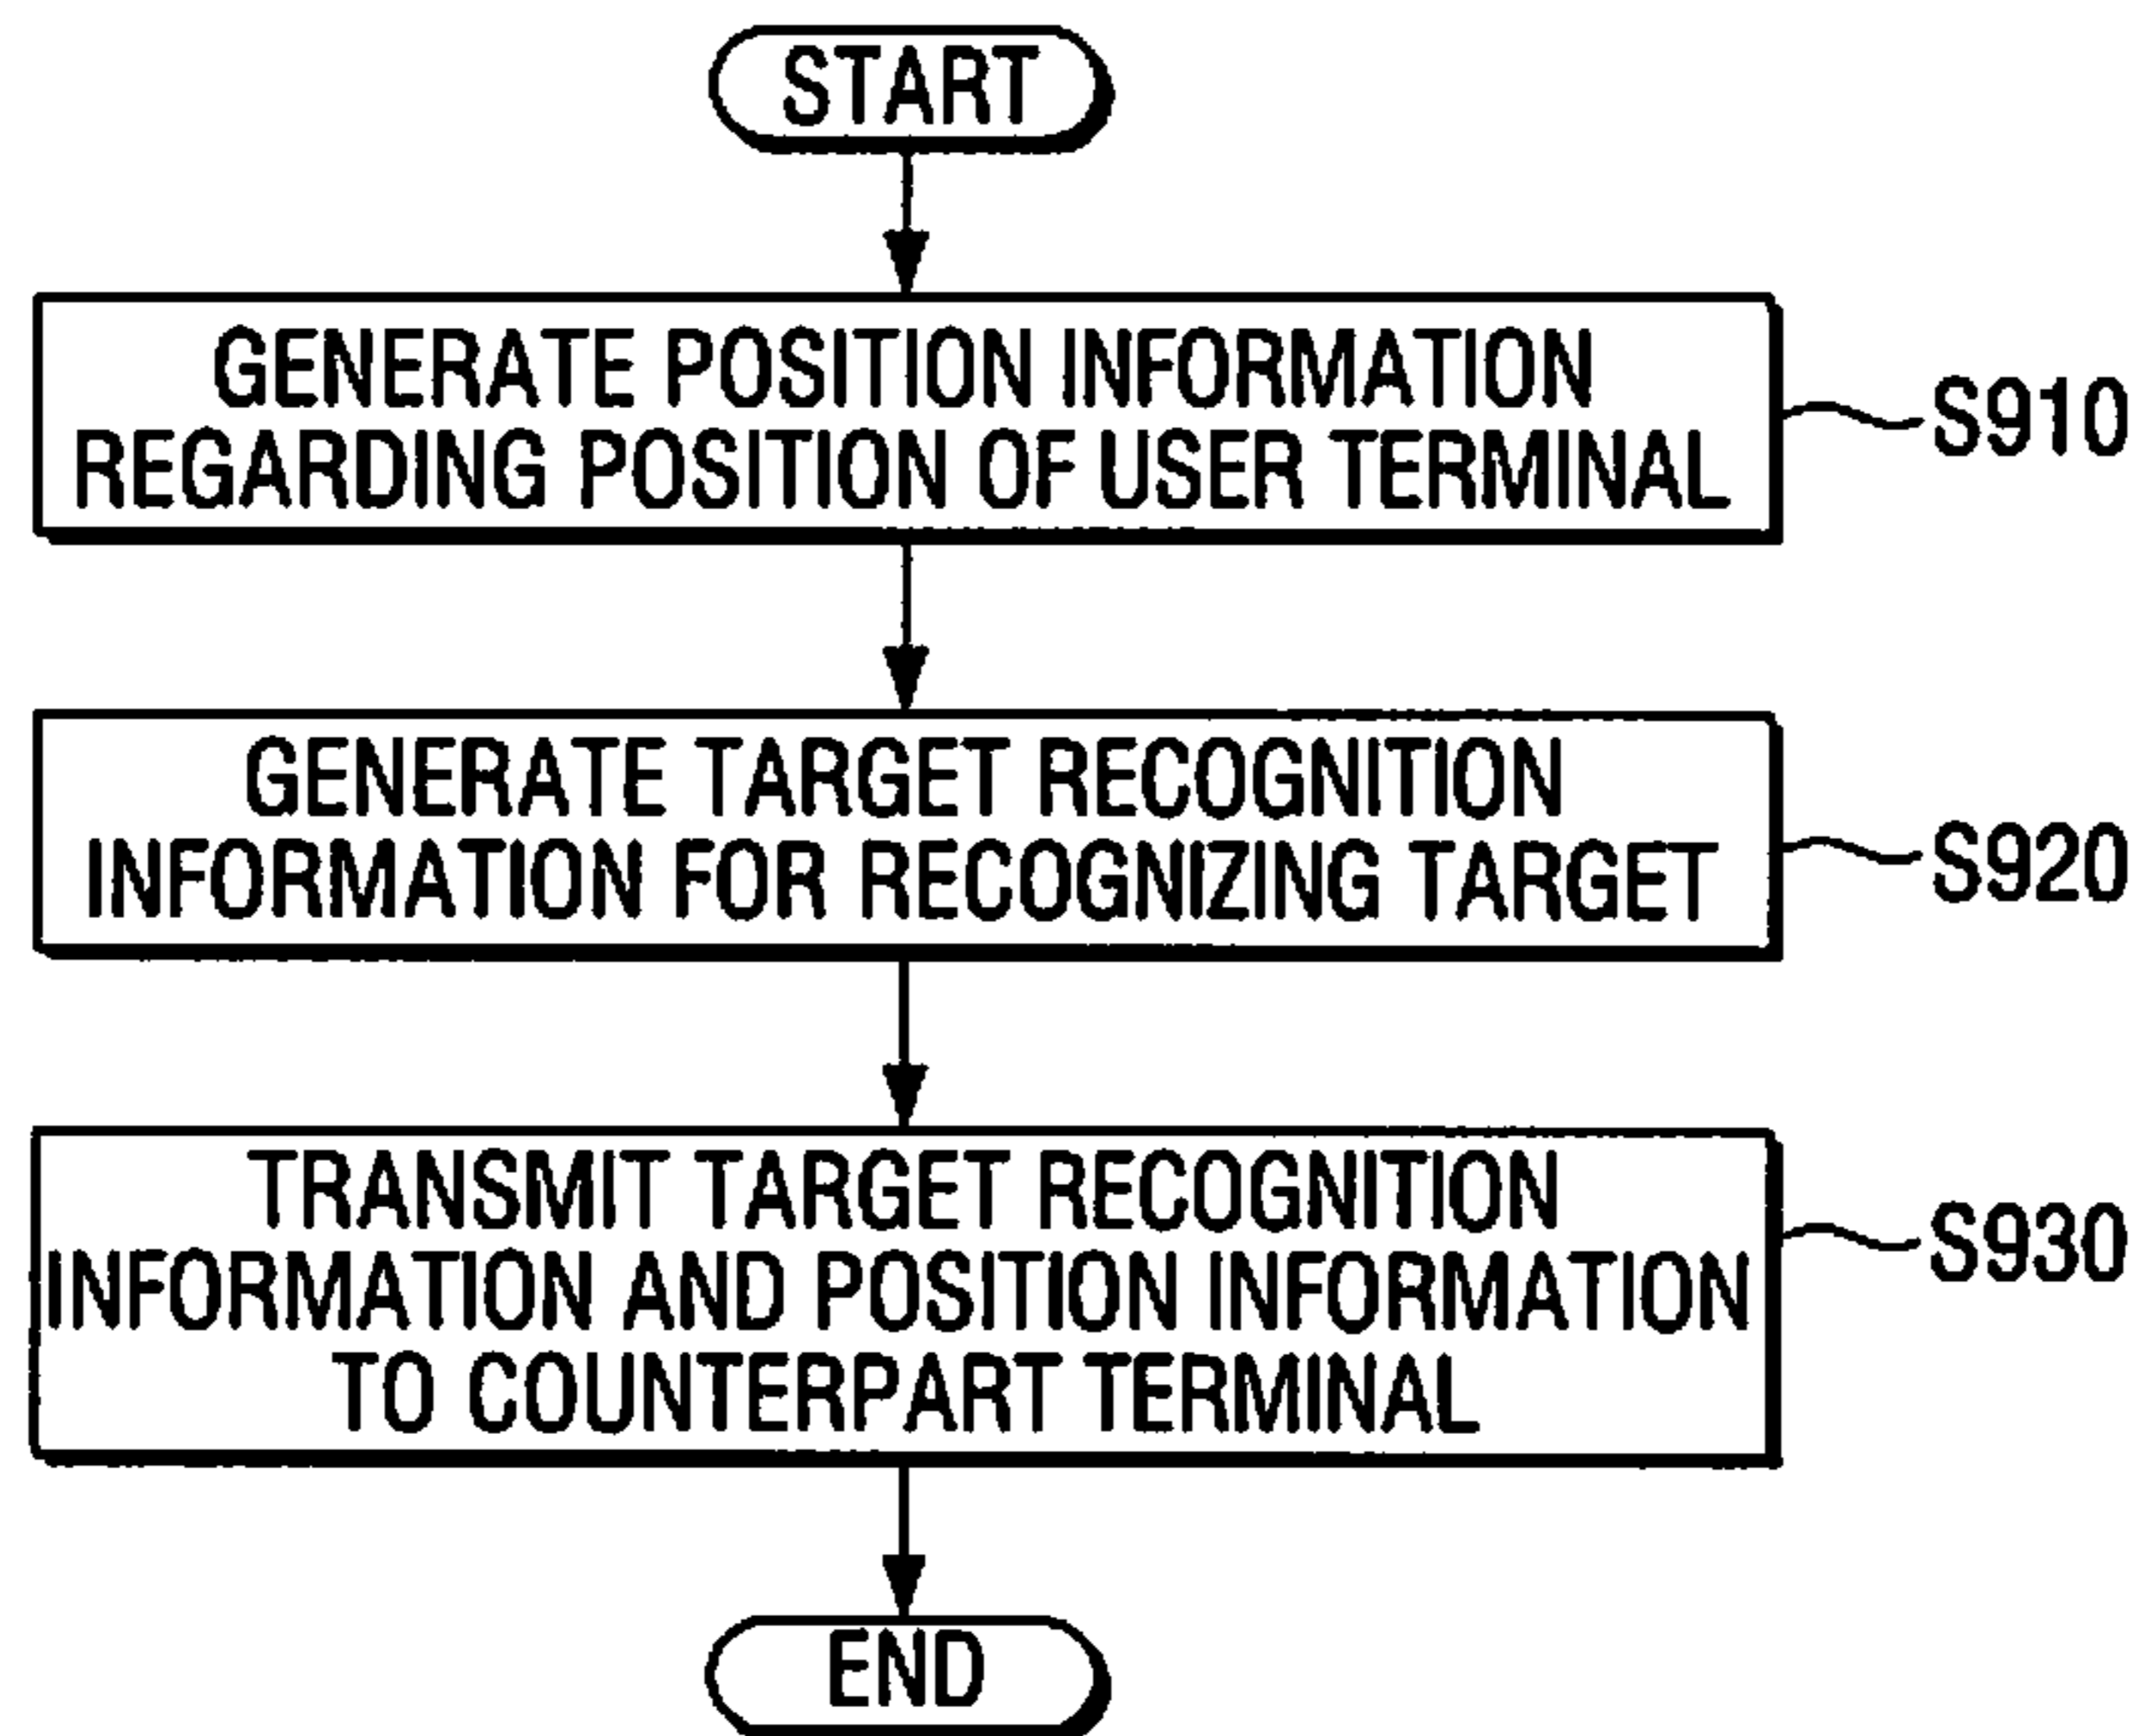 START
GENERATE POSITION INFORMATION
REGARDING POSITION OF USER TERMINAL
S910
GENERATE TARGET RECOGNITION
INFORMATION FOR RECOGNIZING TARGET
S920
TRANSMIT TARGET RECOGNITION
INFORMATION AND POSITION INFORMATION
TO COUNTERPART TERMINAL
S930
END